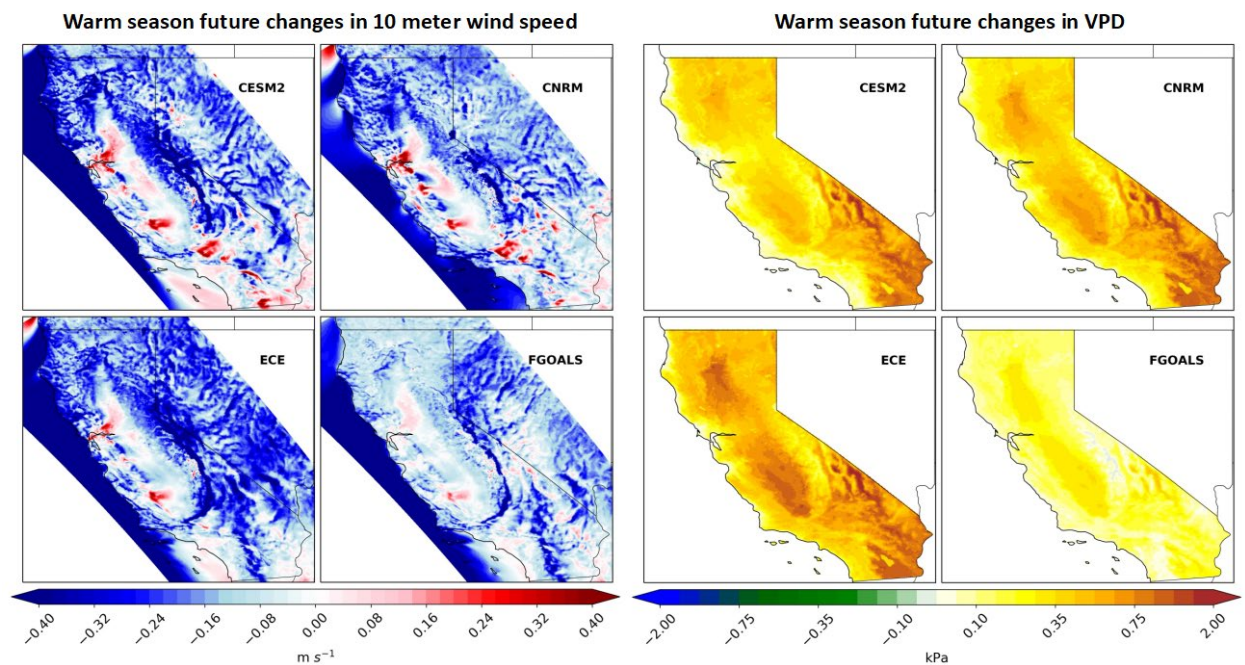 Warm season future changes in 10 meter wind speed
Warm season future changes in VPD
CESM2
CNRM
CESM2
CNRM
ECE
FGOALS
ECE
FGOALS
−0.40 −0.32 −0.24 −0.16 −0.08 0.00 0.08 0.16 0.24 0.32 0.40
m s⁻¹
−2.00 −0.75 −0.35 −0.10 0.10 0.35 0.75 2.00
kPa